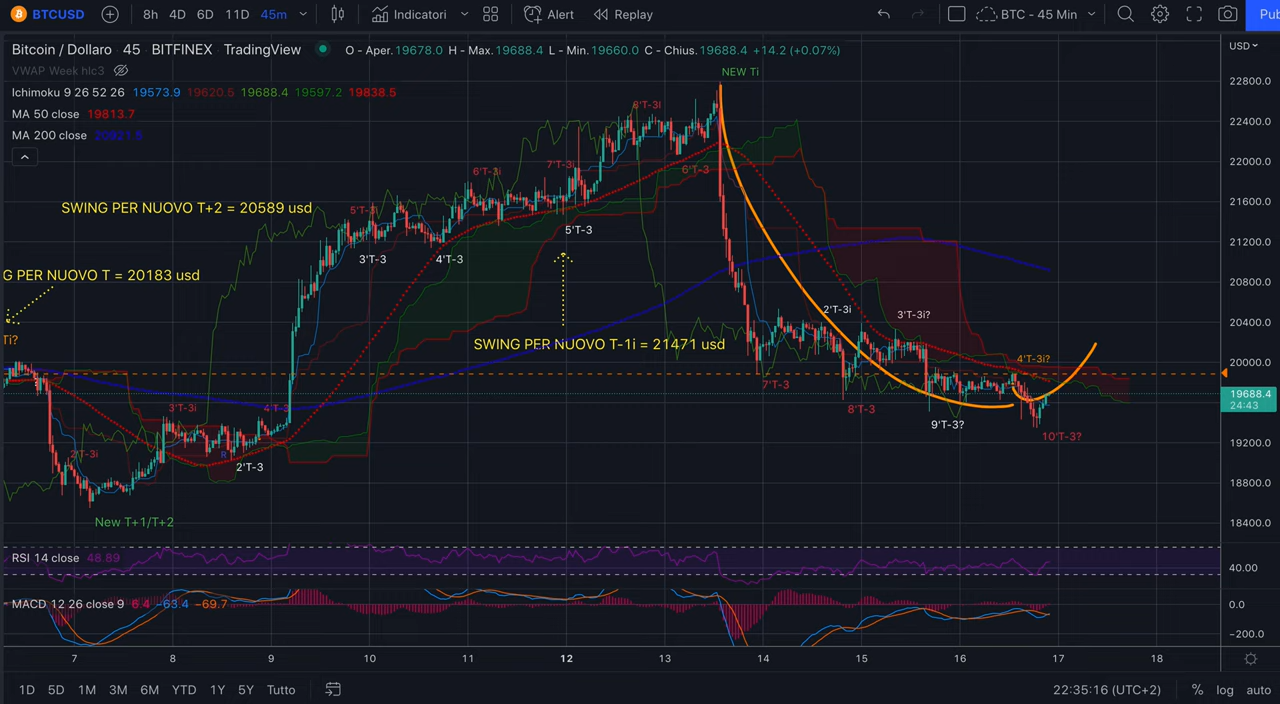 BTCUSD 8h 4D 6D 11D 45m Indicatori Alert Replay BTC - 45 Min Pub
Bitcoin / Dollaro 45 BITFINEX TradingView O - Aper. 19678.0 H - Max. 19688.4 L - Min. 19660.0 C - Chius. 19688.4 +14.2 (+0.07%)
USD
VWAP Week hlc3
NEW Ti
22800.0
Ichimoku 9 26 52 26 19573.9 19620.5 19688.4 19597.2 19838.5
MA 50 close 19813.7
MA 200 close 20021.5
8'T-3I
22400.0
7'T-3i
22000.0
6'T-3i
6'T-3
SWING PER NUOVO T+2 = 20589 usd
5'T-3I
21600.0
5'T-3
3'T-3
4'T-3
21200.0
G PER NUOVO T = 20183 usd
20800.0
2'T-3i
3'T-3i?
20400.0
Ti?
SWING PER NUOVO T-1i = 21471 usd
4'T-3i?
20000.0
7'T-3
19688.4
24:43
3'T-3i
4'T-3
8'T-3
9'T-3?
10'T-3?
19200.0
2'T-3i
R
2'T-3
18800.0
New T+1/T+2
18400.0
RSI 14 close 48.89
40.00
MACD 12 26 close 9 6.4 −63.4 −69.7
0.0
−200.0
7 8 9 10 11 12 13 14 15 16 17 18
1D 5D 1M 3M 6M YTD 1Y 5Y Tutto 22:35:16 (UTC+2) % log auto